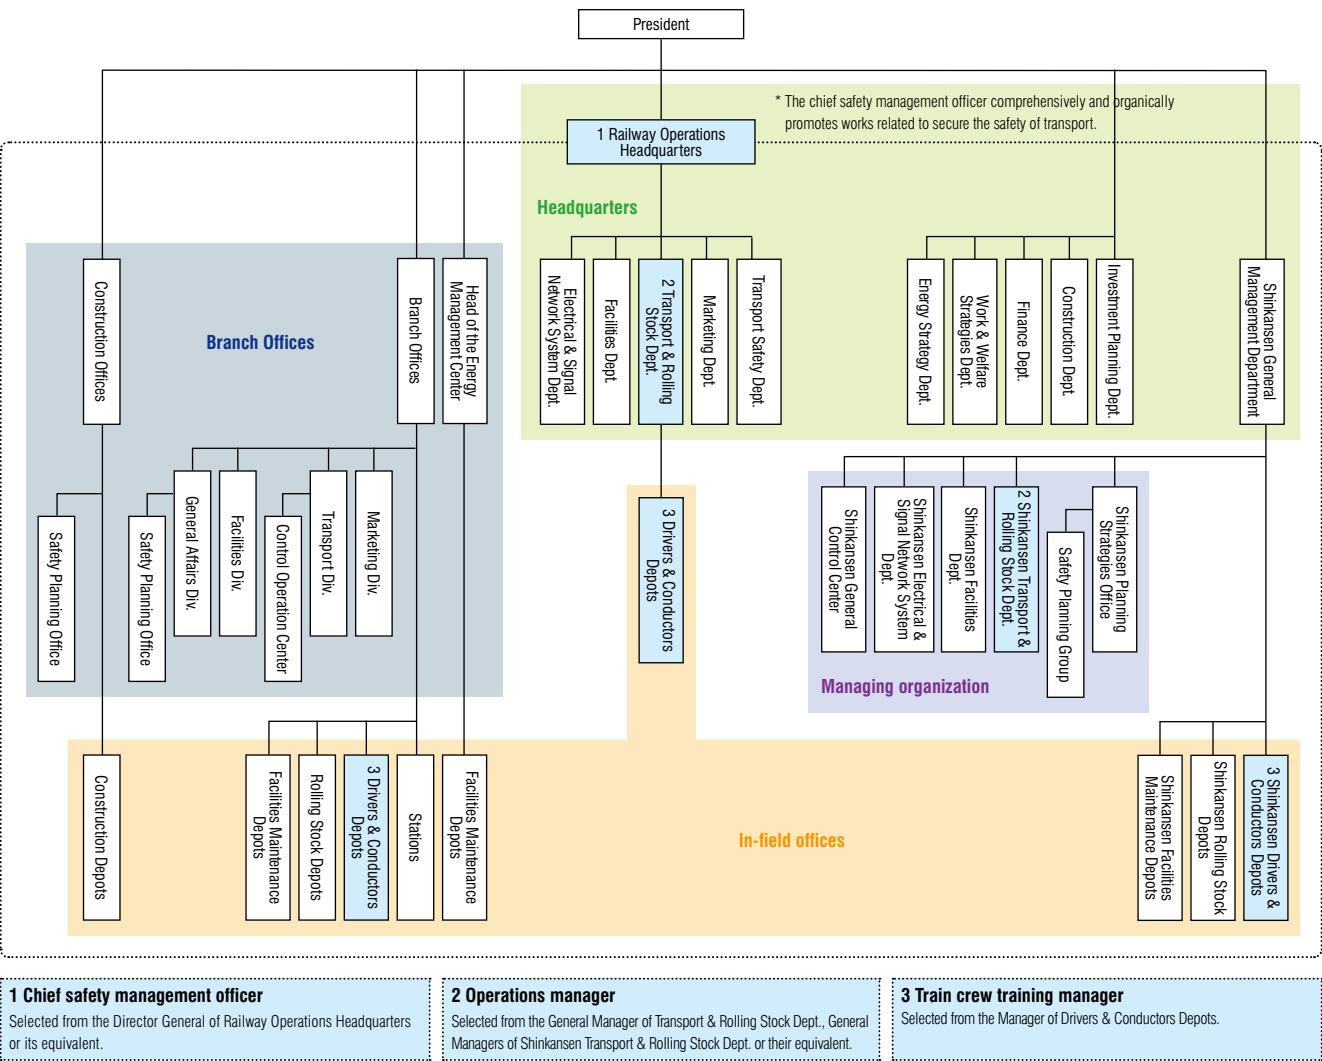 President
* The chief safety management officer comprehensively and organically
promotes works related to secure the safety of transport.
1 Railway Operations
Headquarters
Headquarters
Construction Offices
Branch Offices
Branch Offices
Head of the Energy
Management Center
Electrical & Signal
Network System Dept.
Facilities Dept.
2 Transport & Rolling
Stock Dept.
Marketing Dept.
Transport Safety Dept.
Energy Strategy Dept.
Work & Welfare
Strategies Dept.
Finance Dept.
Construction Dept.
Investment Planning Dept.
Shinkansen General
Management Department
Safety Planning Office
Safety Planning Office
General Affairs Div.
Facilities Div.
Control Operation Center
Transport Div.
Marketing Div.
3 Drivers & Conductors
Depots
Shinkansen General
Control Center
Shinkansen Electrical &
Signal Network System
Dept.
Shinkansen Facilities
Dept.
2 Shinkansen Transport &
Rolling Stock Dept.
Safety Planning Group
Shinkansen Planning
Strategies Office
Managing organization
Construction Depots
Facilities Maintenance
Depots
Rolling Stock Depots
3 Drivers & Conductors
Depots
Stations
Facilities Maintenance
Depots
In-field offices
Shinkansen Facilities
Maintenance Depots
Shinkansen Rolling Stock
Depots
3 Shinkansen Drivers &
Conductors Depots
1 Chief safety management officer
Selected from the Director General of Railway Operations Headquarters
or its equivalent.
2 Operations manager
Selected from the General Manager of Transport & Rolling Stock Dept., General
Managers of Shinkansen Transport & Rolling Stock Dept. or their equivalent.
3 Train crew training manager
Selected from the Manager of Drivers & Conductors Depots.